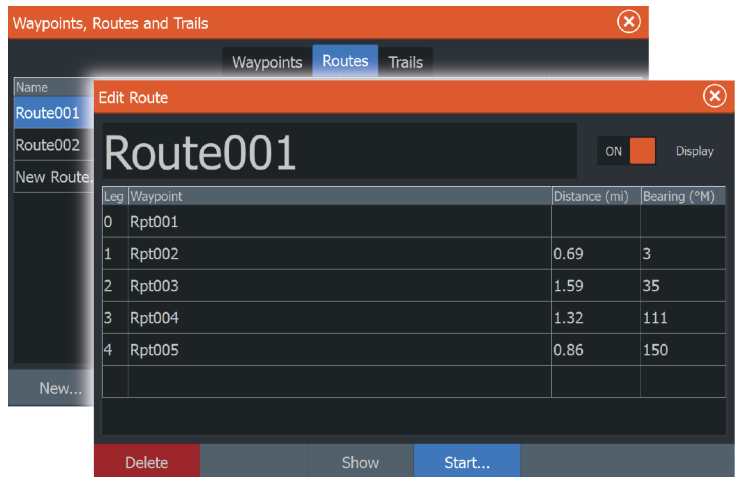 Waypoints, Routes and Trails
Waypoints Routes Trails
Name
Route001
Route002
New Route.
New...
Edit Route
Route001
ON Display
Leg Waypoint Distance (mi) Bearing (°M)
0 Rpt001
1 Rpt002 0.69 3
2 Rpt003 1.59 35
3 Rpt004 1.32 111
4 Rpt005 0.86 150
Delete Show Start...